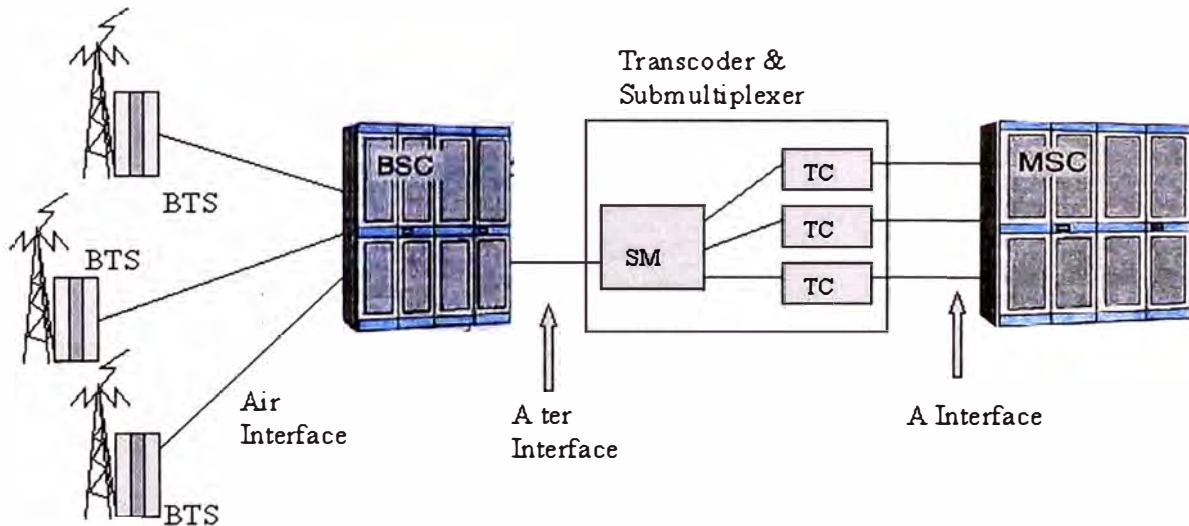 Transcoder &
Submultiplexer
BTS
BSC
TC
MSC
BTS
TC
SM
TC
Air
Interface
A ter
Interface
A Interface
BTS